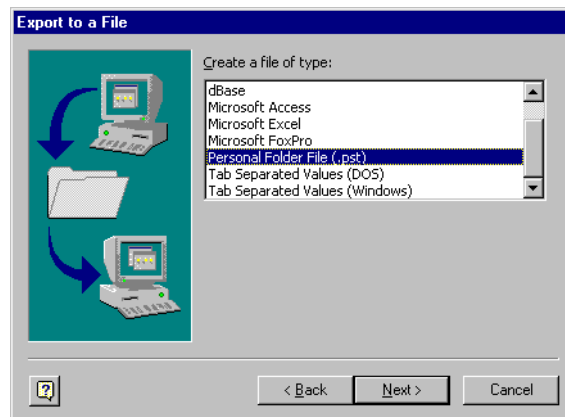 Export to a File
Create a file of type:
dBase
Microsoft Access
Microsoft Excel
Microsoft FoxPro
Personal Folder File (.pst)
Tab Separated Values (DOS)
Tab Separated Values (Windows)
?
< Back
Next >
Cancel